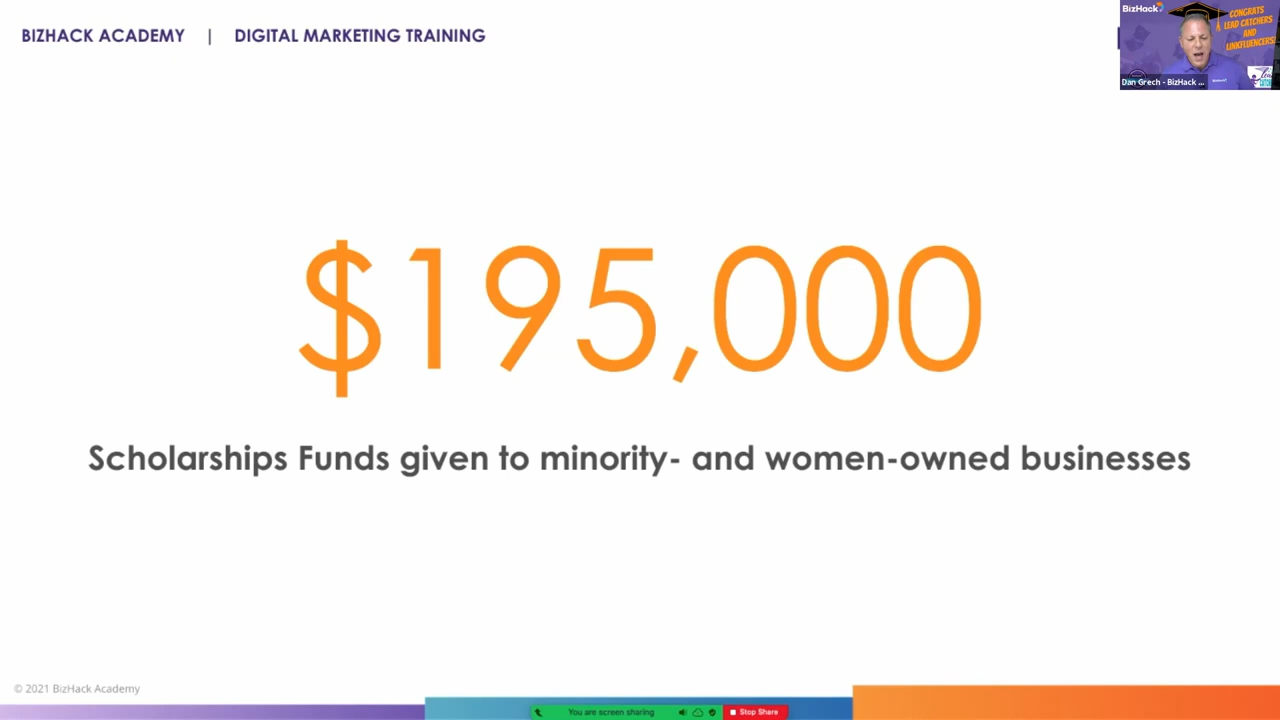 BIZHACK ACADEMY | DIGITAL MARKETING TRAINING
BizHack
CONGRATS
LEAD CATCHERS
AND
LINKFLUENCERS!
Dan Grech - BizHack ...
$195,000
Scholarships Funds given to minority- and women-owned businesses
© 2021 BizHack Academy
You are screen sharing
Stop Share